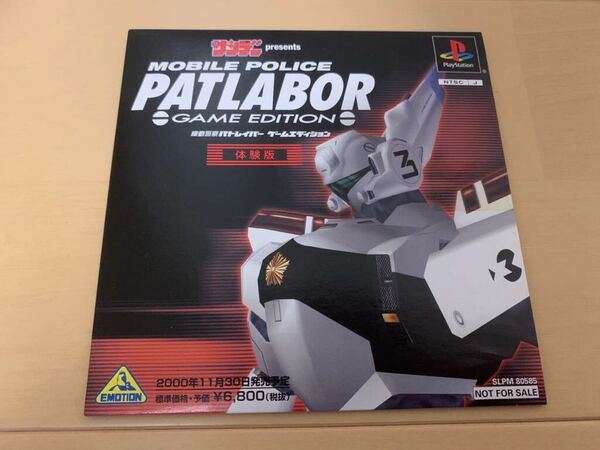 サンデー presents
MOBILE POLICE
PATLABOR
GAME EDITION
機動警察パトレイバー ゲームエディション
体験版
PlayStation
NTSC J
3
3
EMOTION
2000年11月30日発売予定
標準価格・予価 ¥6,800(税抜)
SLPM 80585
NOT FOR SALE